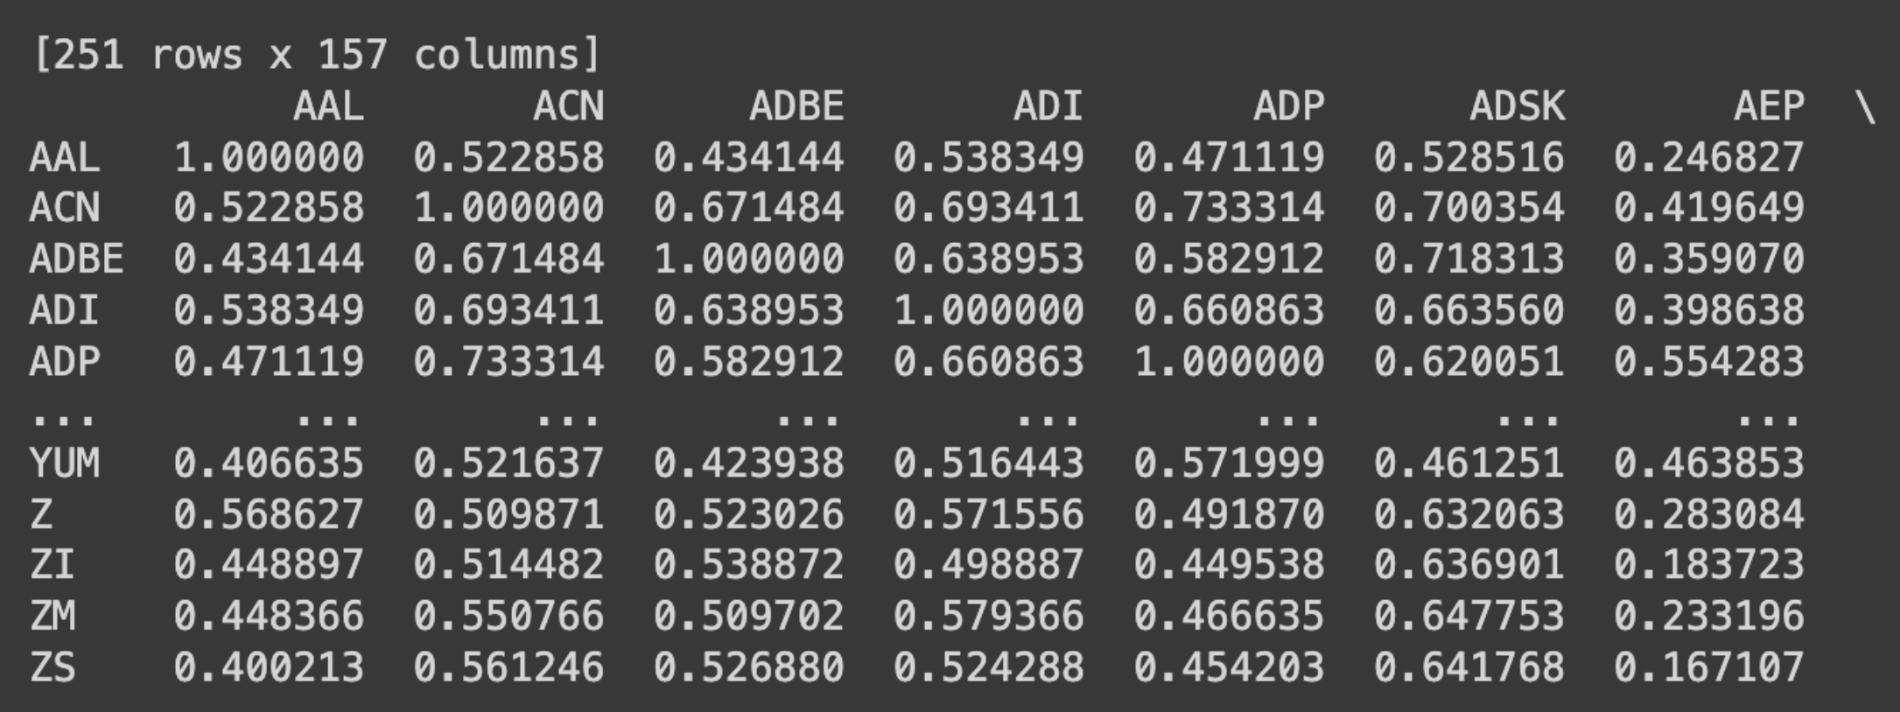 [251 rows x 157 columns]
AAL ACN ADBE ADI ADP ADSK AEP \
AAL 1.000000 0.522858 0.434144 0.538349 0.471119 0.528516 0.246827
ACN 0.522858 1.000000 0.671484 0.693411 0.733314 0.700354 0.419649
ADBE 0.434144 0.671484 1.000000 0.638953 0.582912 0.718313 0.359070
ADI 0.538349 0.693411 0.638953 1.000000 0.660863 0.663560 0.398638
ADP 0.471119 0.733314 0.582912 0.660863 1.000000 0.620051 0.554283
... ... ... ... ... ... ... ...
YUM 0.406635 0.521637 0.423938 0.516443 0.571999 0.461251 0.463853
Z 0.568627 0.509871 0.523026 0.571556 0.491870 0.632063 0.283084
ZI 0.448897 0.514482 0.538872 0.498887 0.449538 0.636901 0.183723
ZM 0.448366 0.550766 0.509702 0.579366 0.466635 0.647753 0.233196
ZS 0.400213 0.561246 0.526880 0.524288 0.454203 0.641768 0.167107